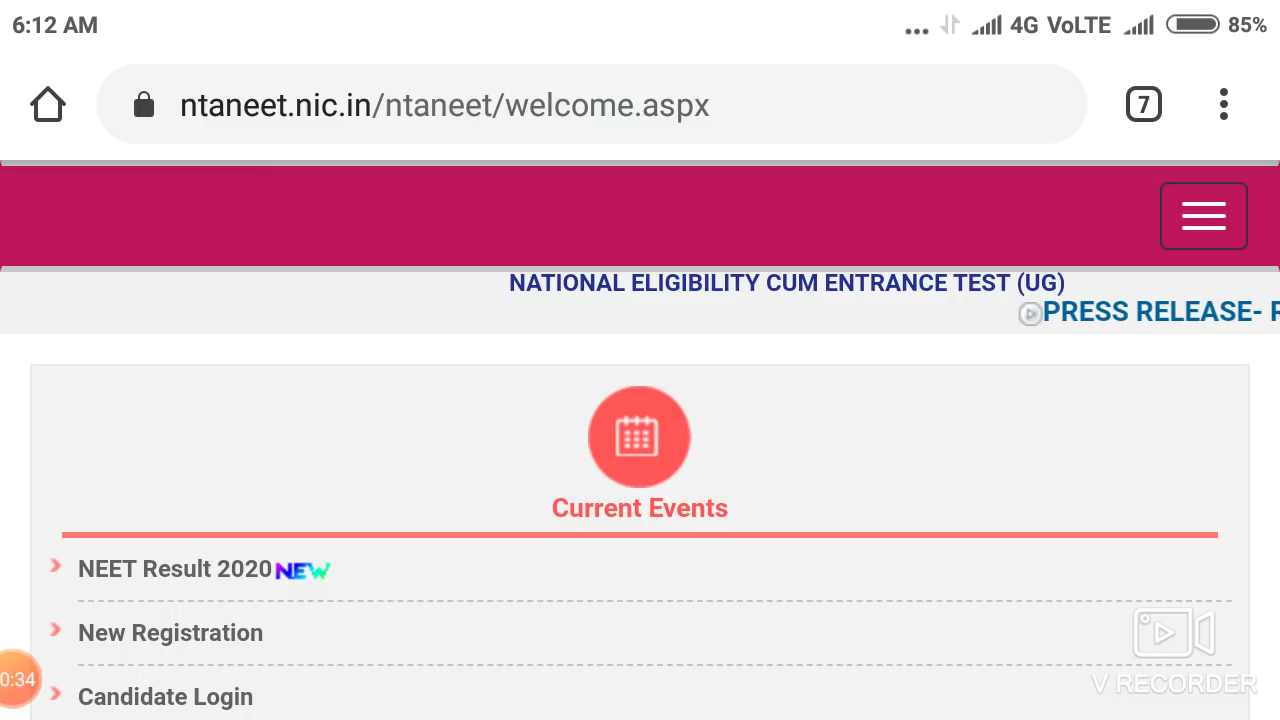 6:12 AM
... 4G VoLTE 85%
ntaneet.nic.in/ntaneet/welcome.aspx
7
NATIONAL ELIGIBILITY CUM ENTRANCE TEST (UG)
PRESS RELEASE-
Current Events
NEET Result 2020 NEW
New Registration
0:34
Candidate Login
V RECORDER